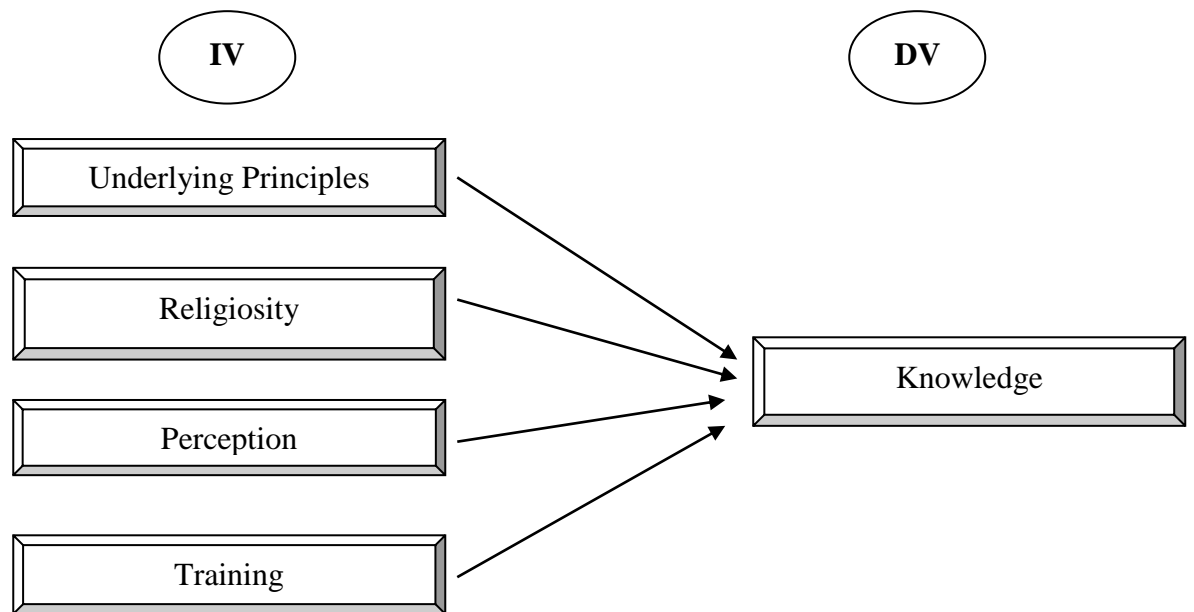 IV
DV
Underlying Principles
Religiosity
Perception
Training
Knowledge